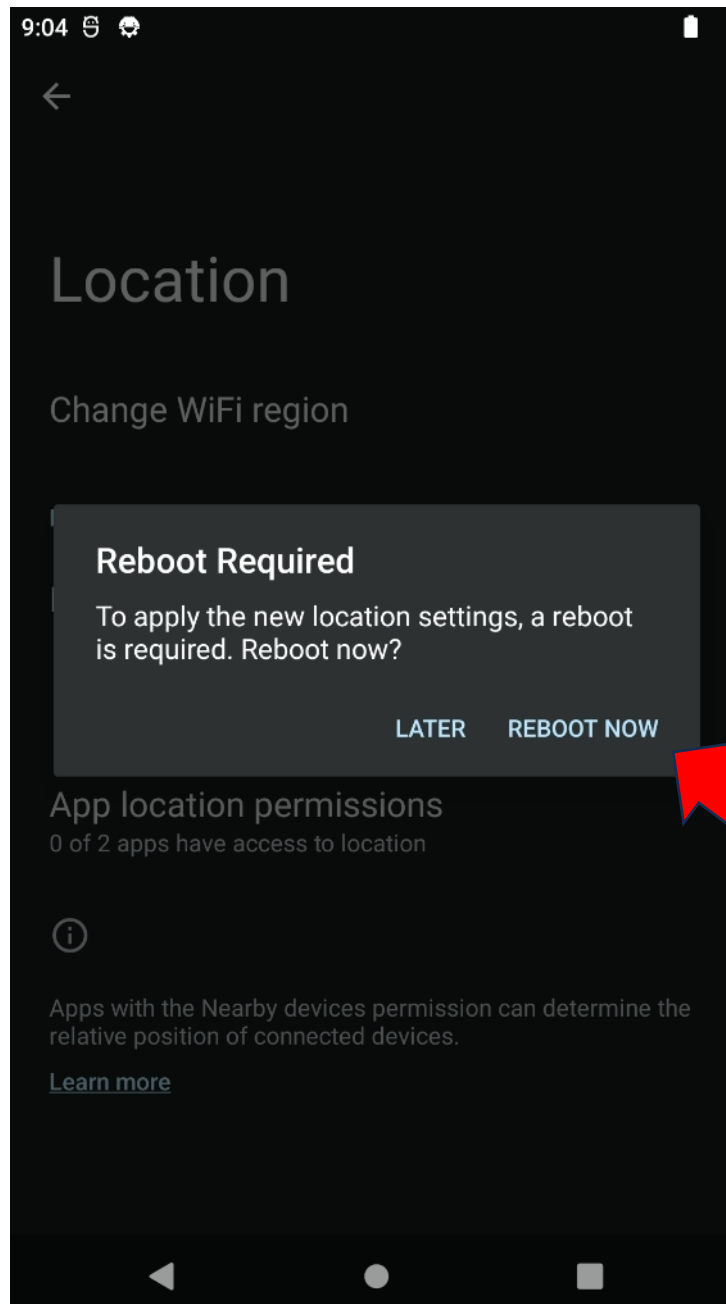 9:04
Location
Change WiFi region
Reboot Required
To apply the new location settings, a reboot
is required. Reboot now?
LATER REBOOT NOW
App location permissions
0 of 2 apps have access to location
Apps with the Nearby devices permission can determine the
relative position of connected devices.
Learn more